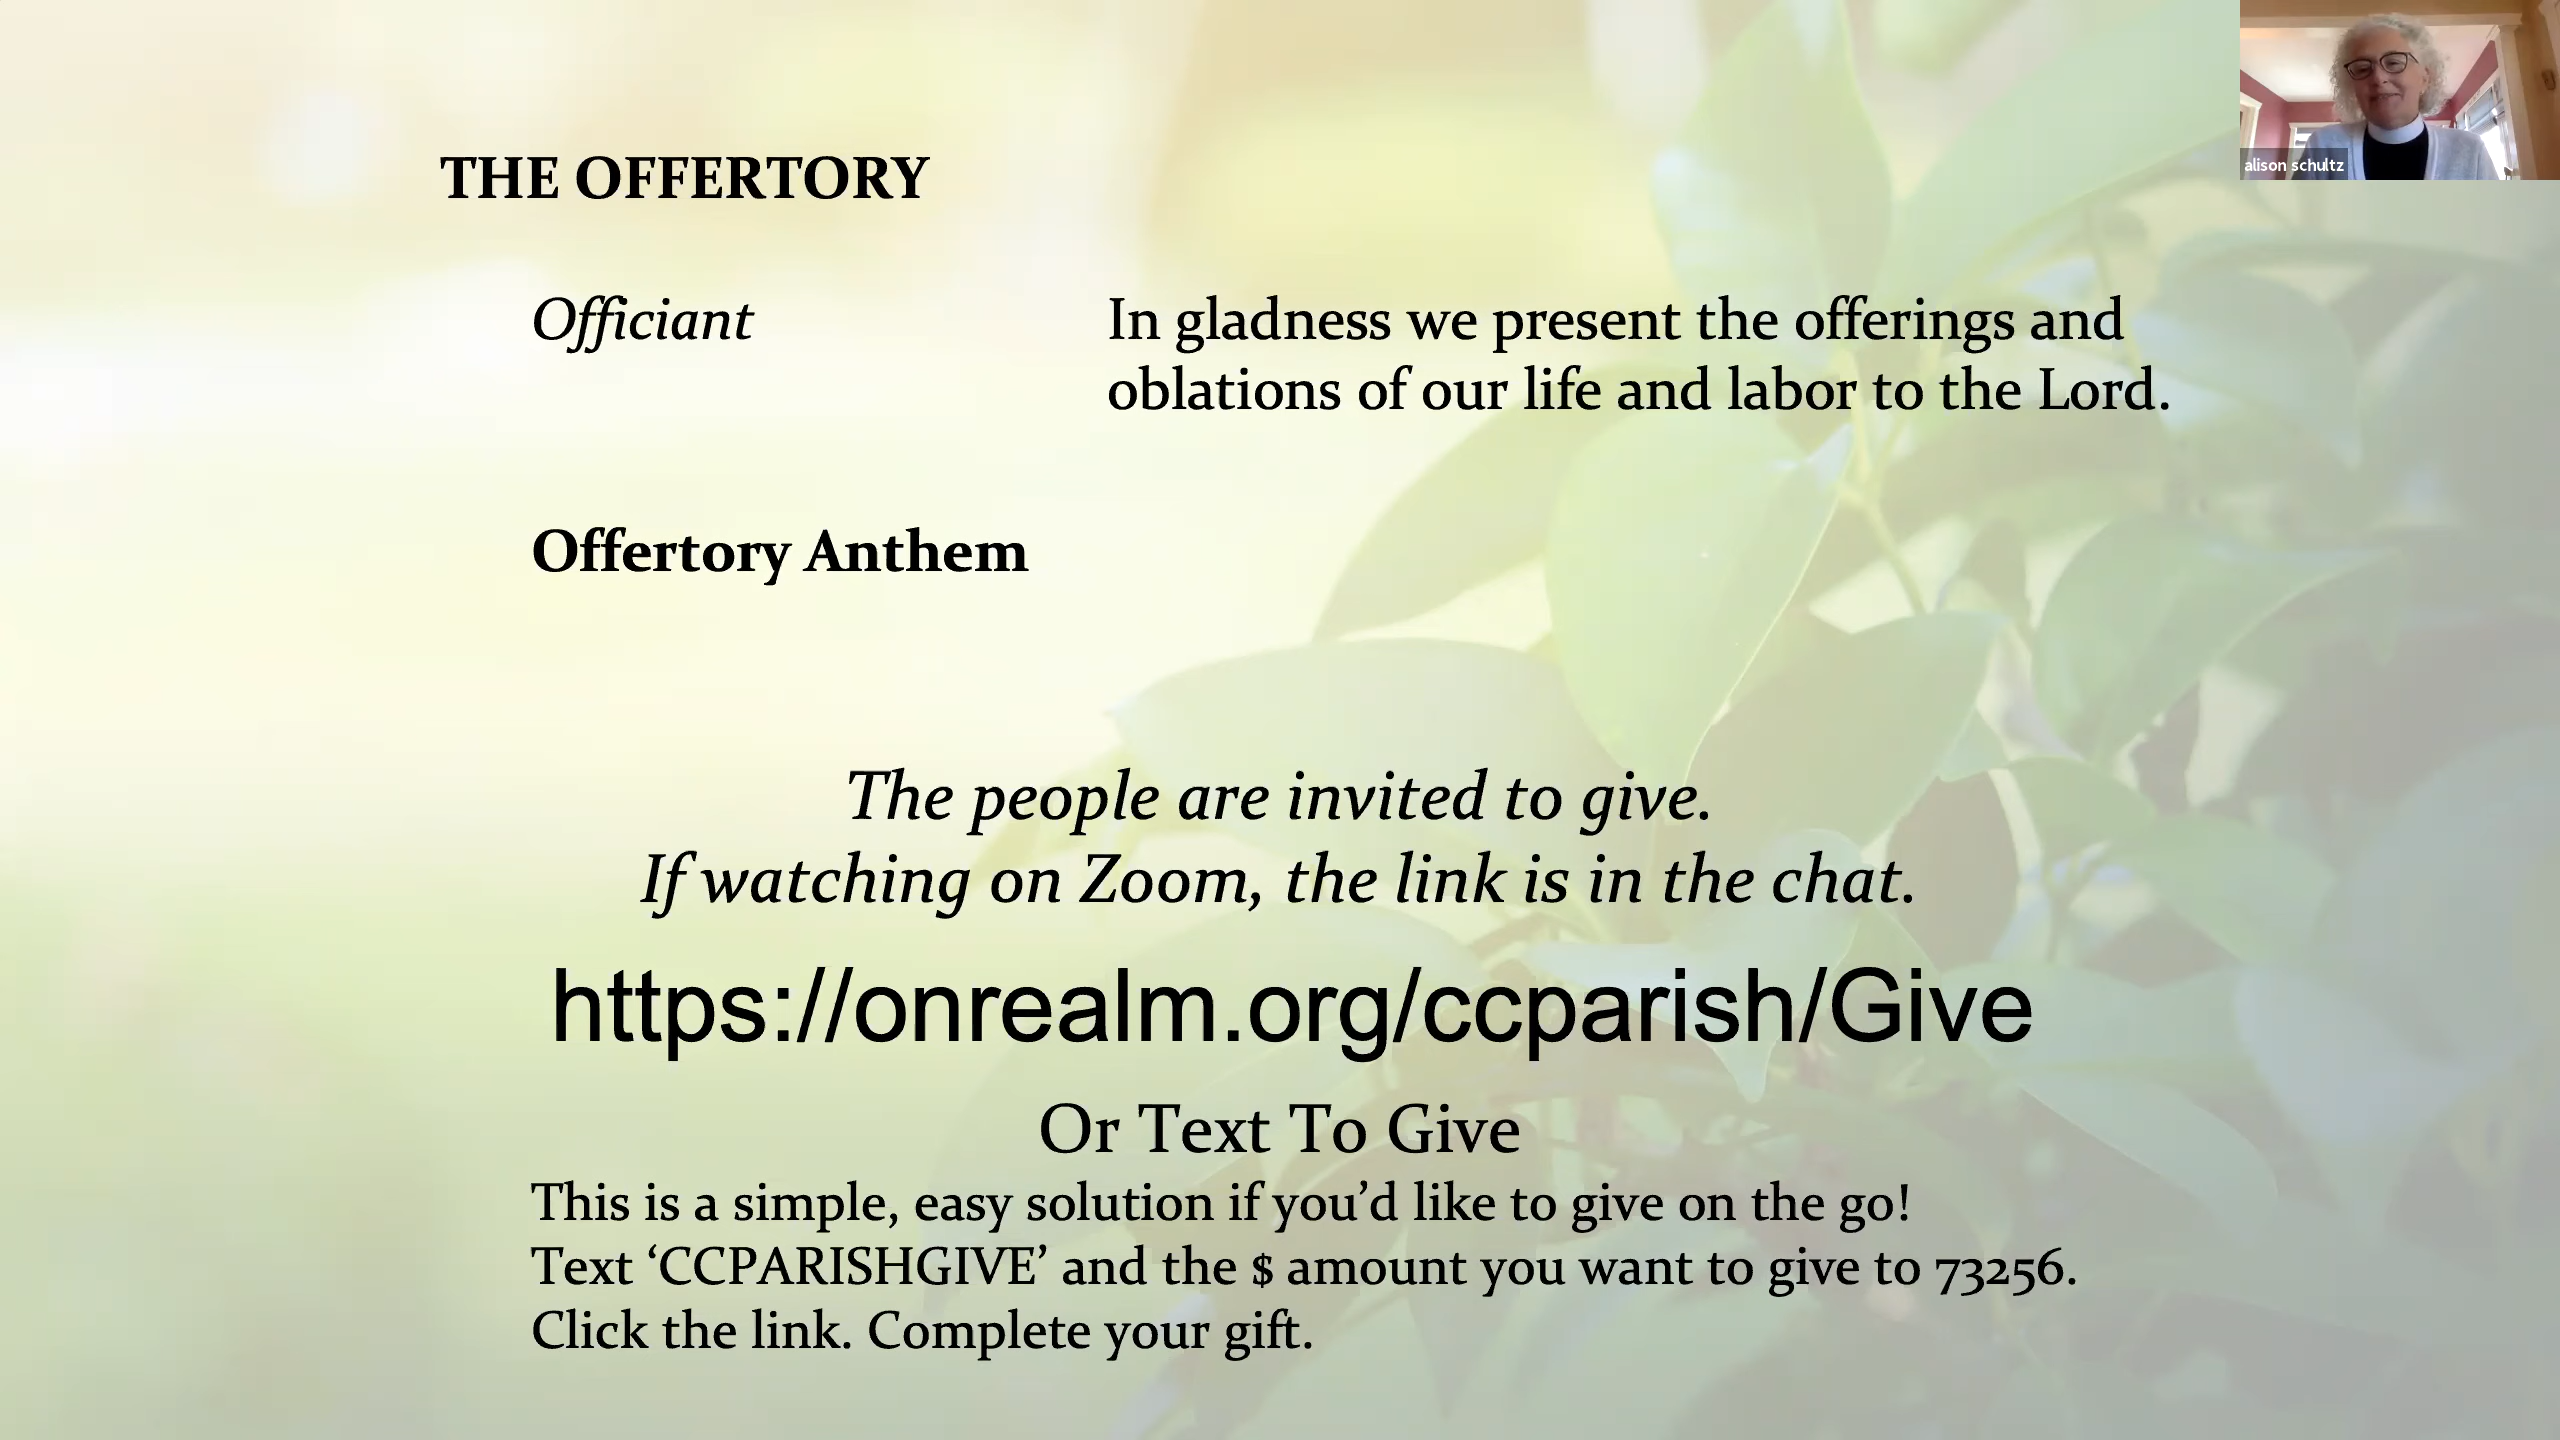 alison schultz
THE OFFERTORY
Officiant In gladness we present the offerings and
oblations of our life and labor to the Lord.
Offertory Anthem
The people are invited to give.
If watching on Zoom, the link is in the chat.
https://onrealm.org/ccparish/Give
Or Text To Give
This is a simple, easy solution if you’d like to give on the go!
Text ‘CCPARISHGIVE’ and the $ amount you want to give to 73256.
Click the link. Complete your gift.